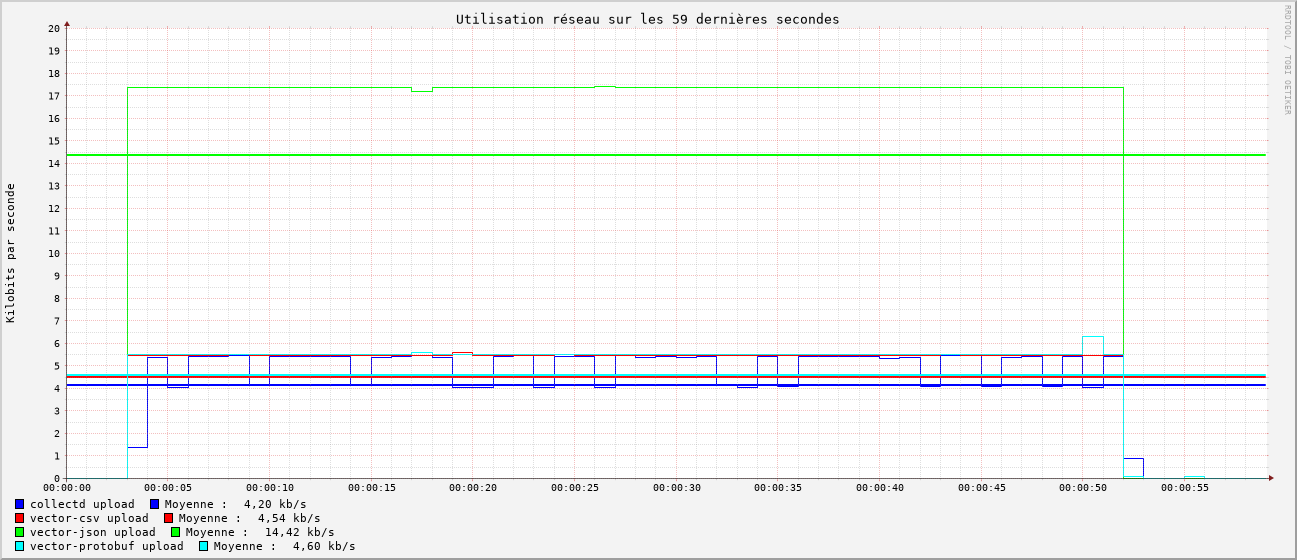 Utilisation réseau sur les 59 dernières secondes
RRDTOOL / TOBI OETIKER
Kilobits par seconde
20
19
18
17
16
15
14
13
12
11
10
9
8
7
6
5
4
3
2
1
0
00:00:00 00:00:05 00:00:10 00:00:15 00:00:20 00:00:25 00:00:30 00:00:35 00:00:40 00:00:45 00:00:50 00:00:55
collectd upload Moyenne : 4,20 kb/s
vector-csv upload Moyenne : 4,54 kb/s
vector-json upload Moyenne : 14,42 kb/s
vector-protobuf upload Moyenne : 4,60 kb/s